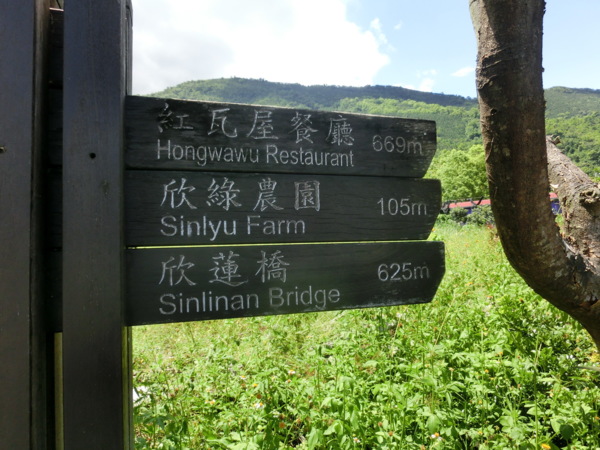 紅瓦屋餐廳
Hongwawu Restaurant 669m
欣綠農園
Sinlyu Farm 105m
欣蓮橋
Sinlinan Bridge 625m